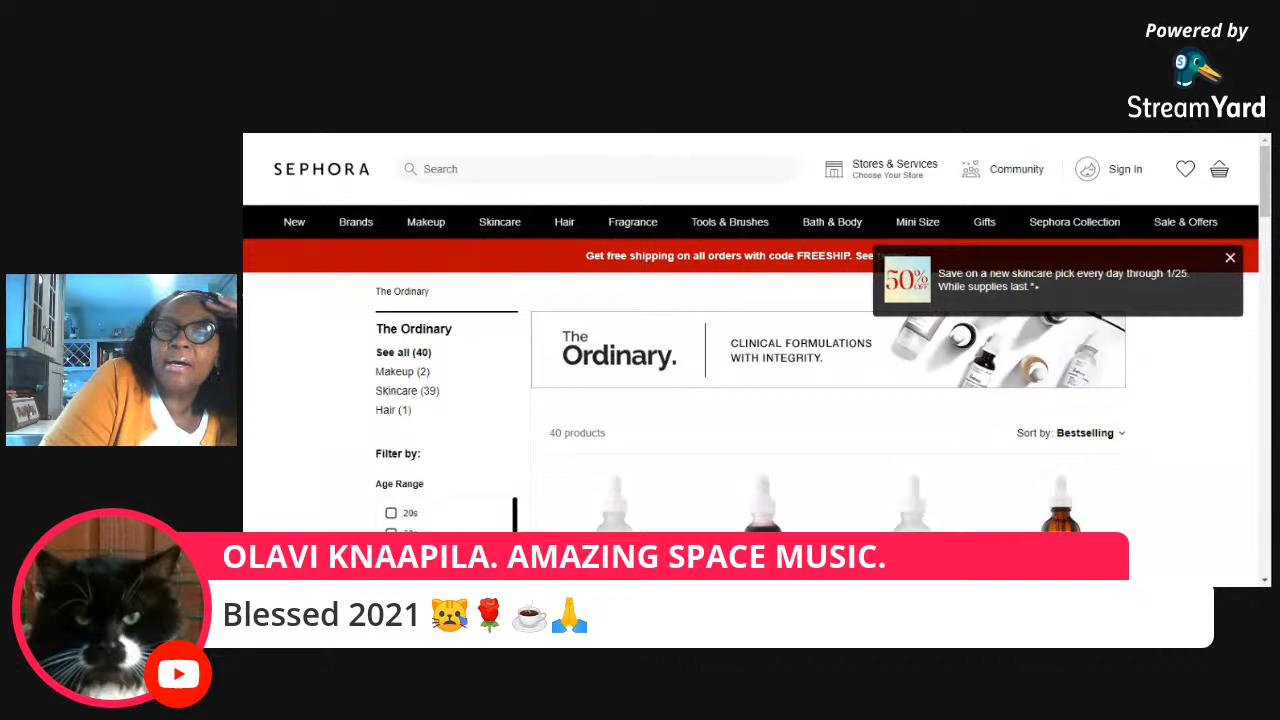 Powered by
StreamYard
SEPHORA
Search
Stores & Services
Choose Your Store
Community
Sign In
New Brands Makeup Skincare Hair Fragrance Tools & Brushes Bath & Body Mini Size Gifts Sephora Collection Sale & Offers
Get free shipping on all orders with code FREESHIP. See
50%
OFF
Save on a new skincare pick every day through 1/25.
While supplies last.*▸
The Ordinary
The Ordinary
See all (40)
Makeup (2)
Skincare (39)
Hair (1)
The
Ordinary.
CLINICAL FORMULATIONS
WITH INTEGRITY.
40 products
Sort by: Bestselling
Filter by:
Age Range
20s
OLAVI KNAAPILA. AMAZING SPACE MUSIC.
Blessed 2021 😿🌹☕🙏